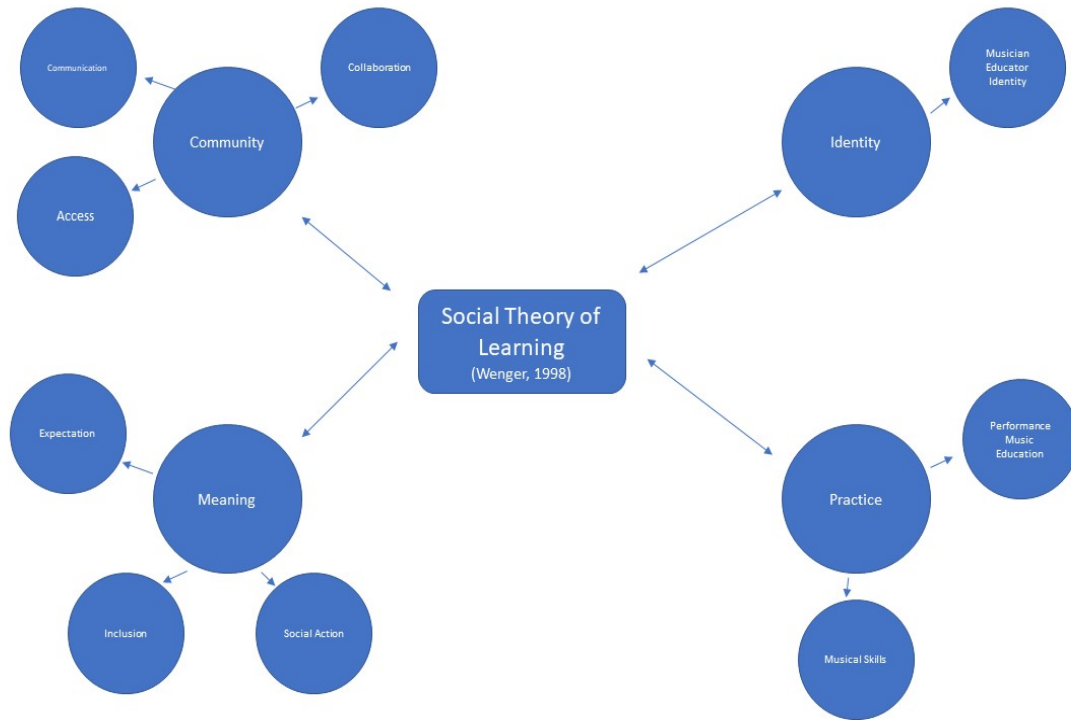 Communication
Collaboration
Community
Access
Musician
Educator
Identity
Identity
Social Theory of
Learning
(Wenger, 1998)
Expectation
Meaning
Inclusion
Social Action
Performance
Music
Education
Practice
Musical Skills